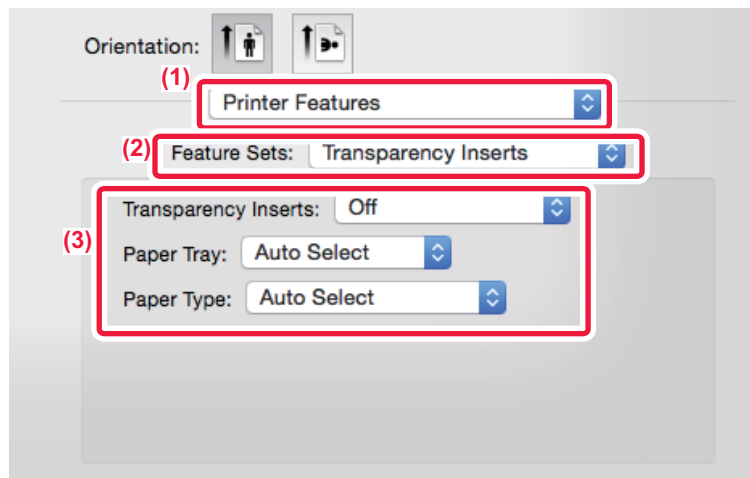 Orientation:
(1)
Printer Features
(2) Feature Sets: Transparency Inserts
Transparency Inserts: Off
(3)
Paper Tray: Auto Select
Paper Type: Auto Select